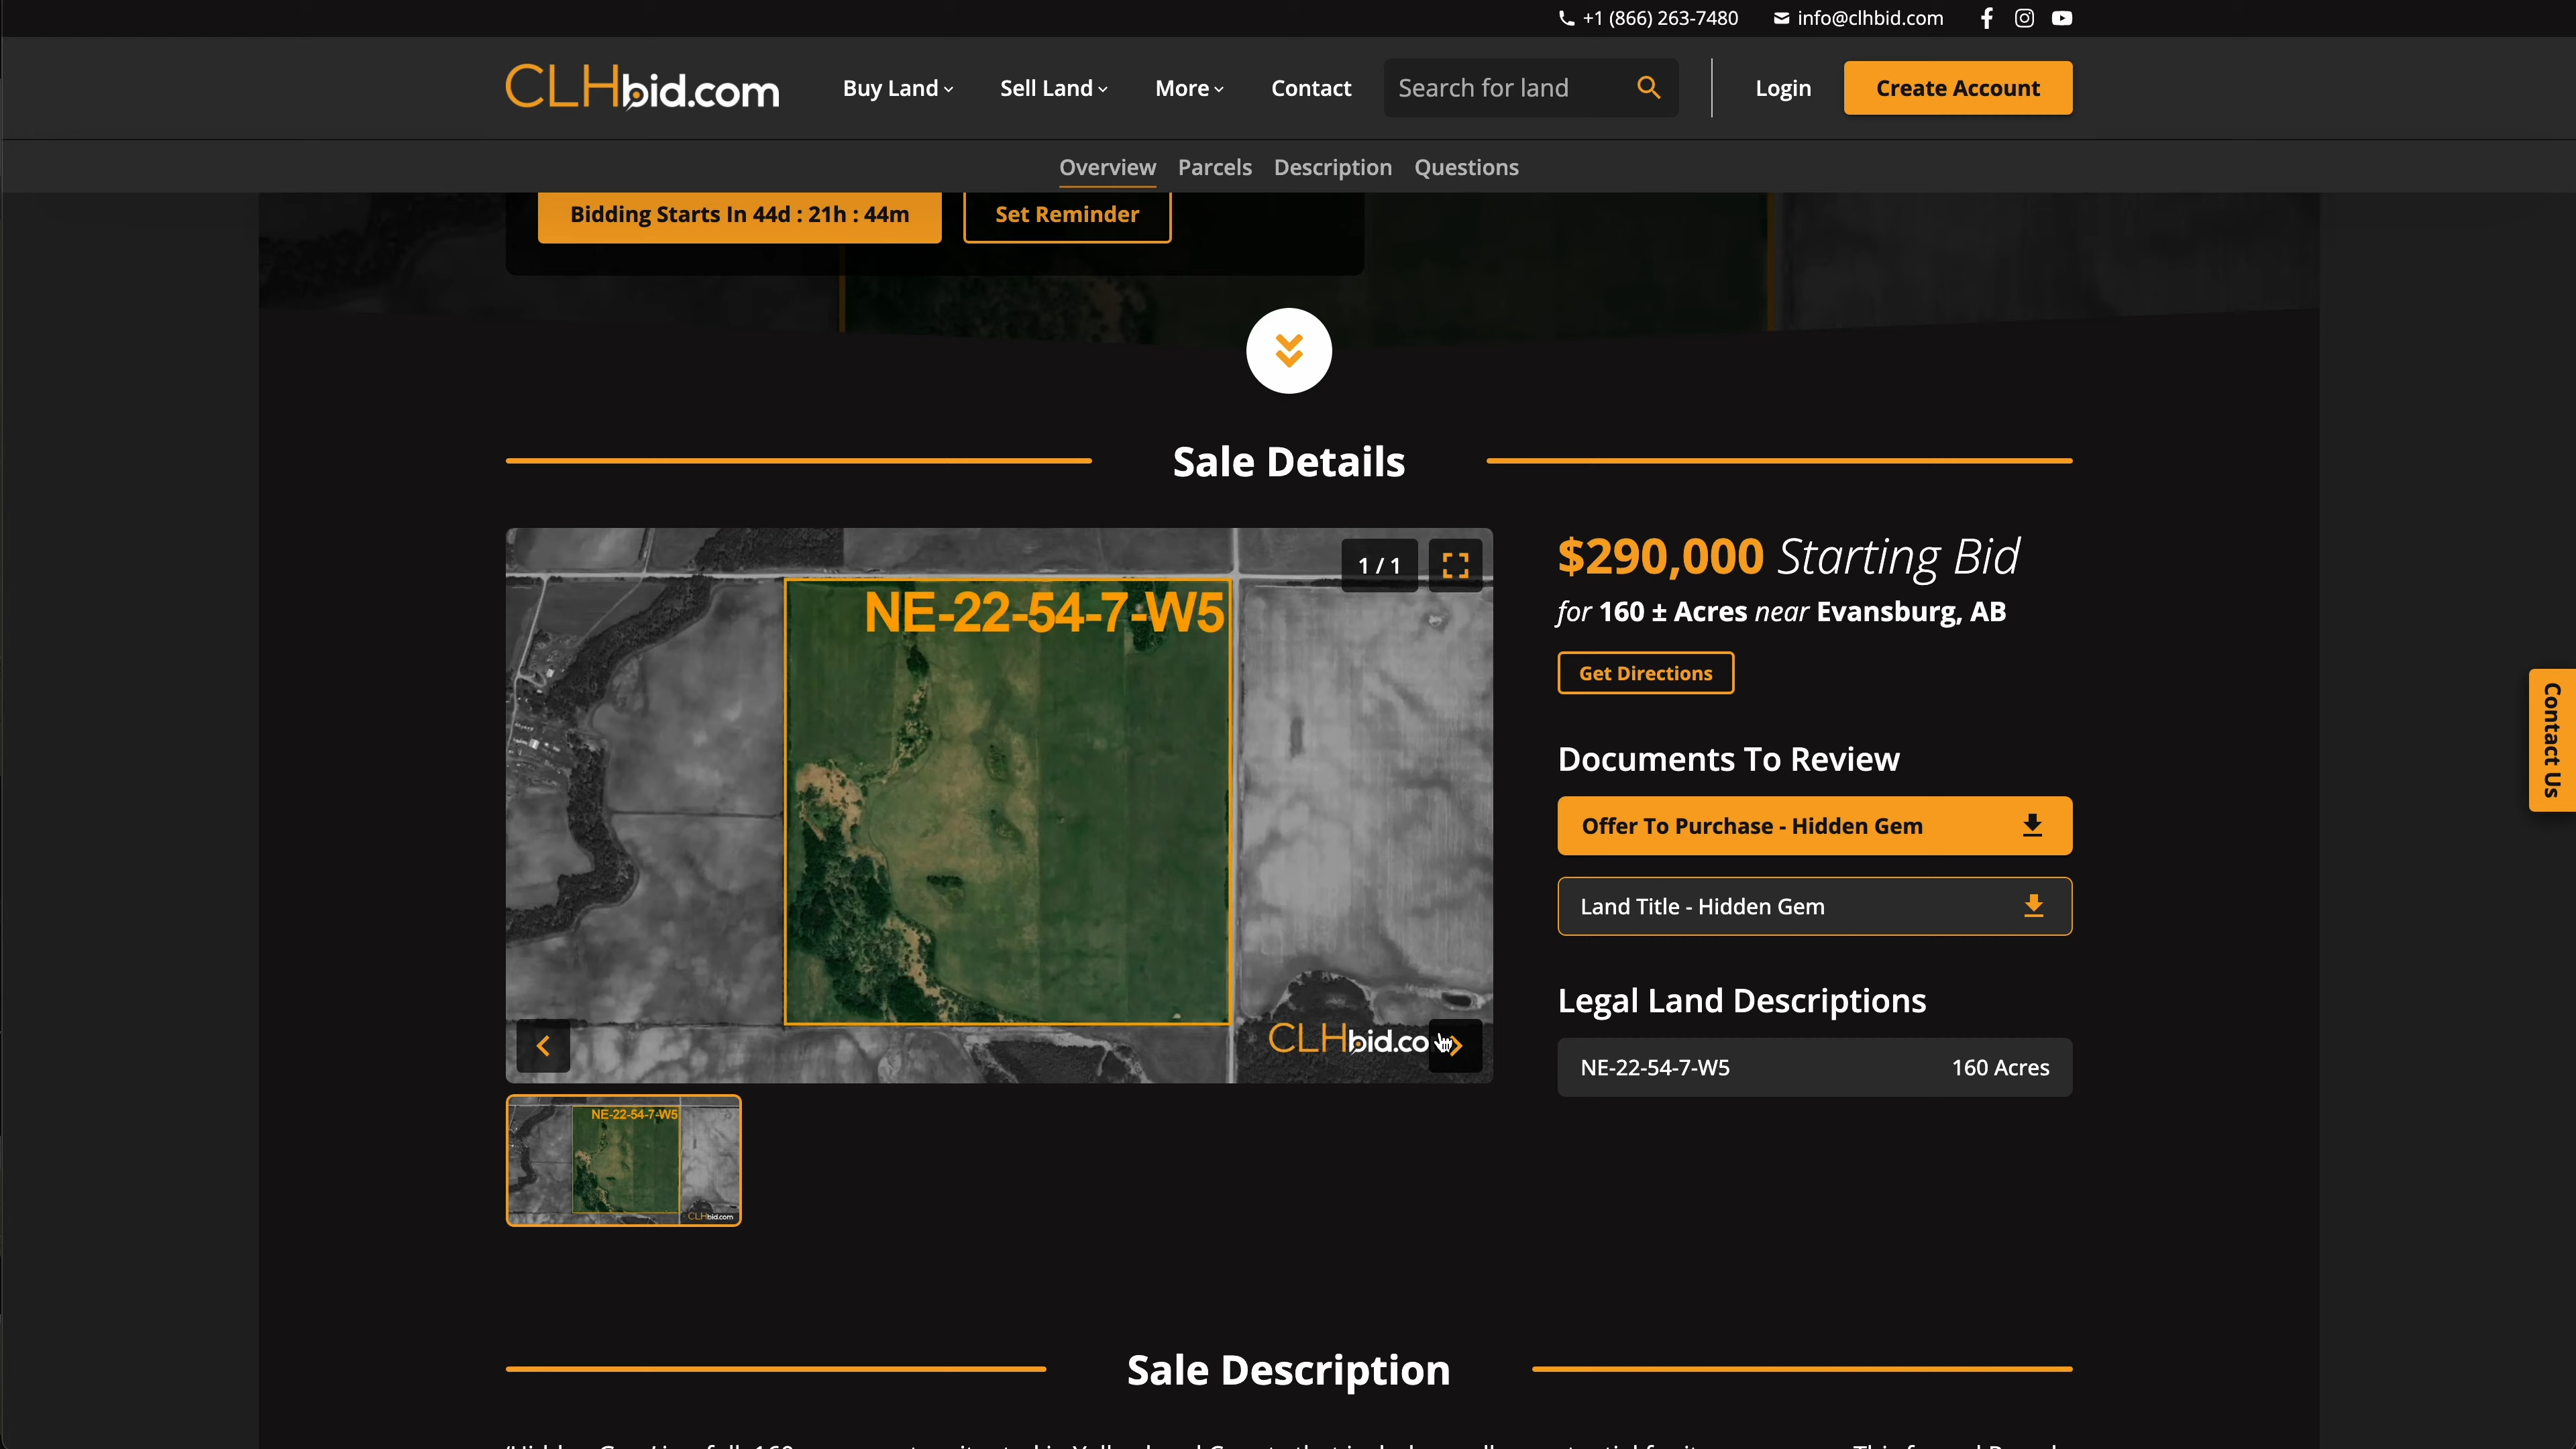 +1 (866) 263-7480 info@clhbid.com
CLHbid.com Buy Land Sell Land More Contact Search for land Login Create Account
Overview Parcels Description Questions
Bidding Starts In 44d : 21h : 44m Set Reminder
Sale Details
1 / 1
NE-22-54-7-W5
CLHbid.co
$290,000 Starting Bid
for 160 ± Acres near Evansburg, AB
Get Directions
Documents To Review
Offer To Purchase - Hidden Gem
Land Title - Hidden Gem
Legal Land Descriptions
NE-22-54-7-W5 160 Acres
Contact Us
NE-22-54-7-W5
CLHbid.com
Sale Description